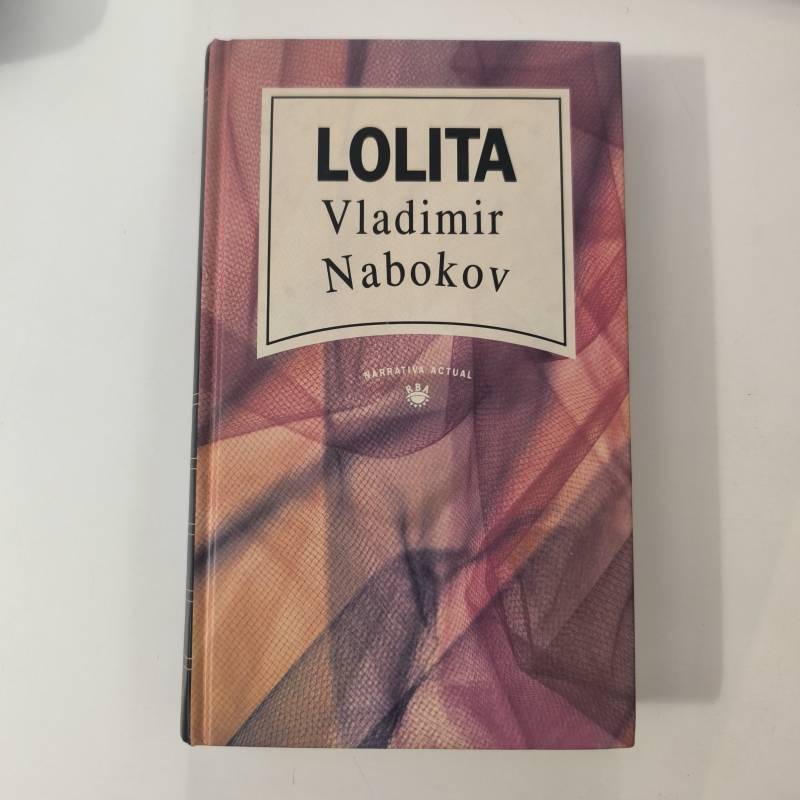 LOLITA
Vladimir
Nabokov
NARRATIVA ACTUAL
RBA